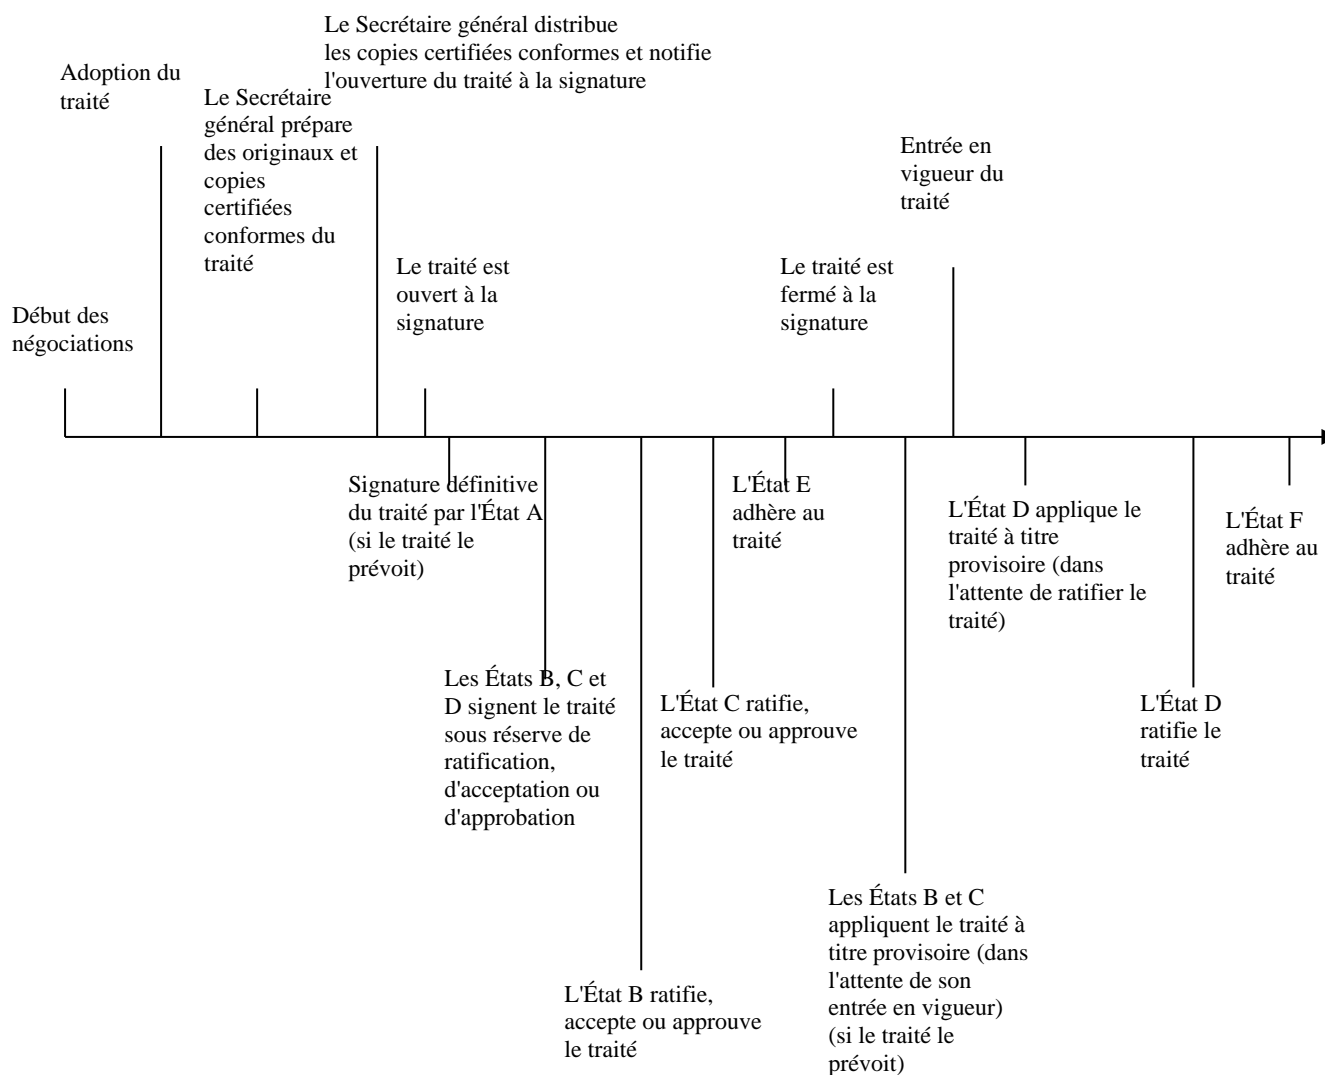 Le Secrétaire général distribue
les copies certifiées conformes et notifie
l'ouverture du traité à la signature
Adoption du
traité
Le Secrétaire
général prépare
des originaux et
copies
certifiées
conformes du
traité
Entrée en
vigueur du
traité
Le traité est
ouvert à la
signature
Le traité est
fermé à la
signature
Début des
négociations
Signature définitive
du traité par l'État A
(si le traité le
prévoit)
L'État E
adhère au
traité
L'État D applique le
traité à titre
provisoire (dans
l'attente de ratifier le
traité)
L'État F
adhère au
traité
Les États B, C et
D signent le traité
sous réserve de
ratification,
d'acceptation ou
d'approbation
L'État C ratifie,
accepte ou approuve
le traité
L'État D
ratifie le
traité
Les États B et C
appliquent le traité à
titre provisoire (dans
l'attente de son
entrée en vigueur)
(si le traité le
prévoit)
L'État B ratifie,
accepte ou approuve
le traité